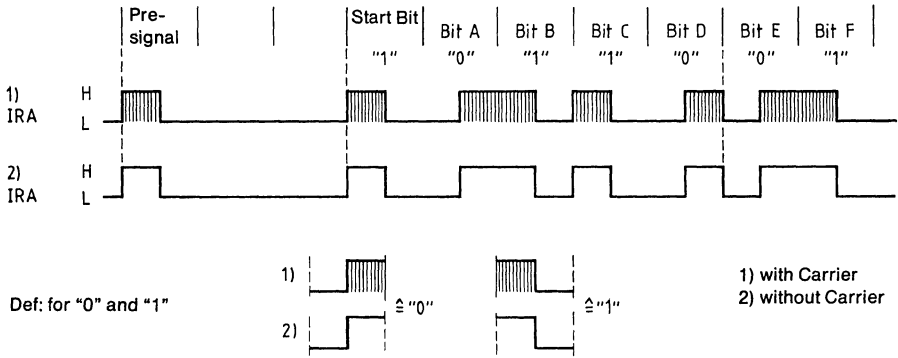 Pre-
signal
Start Bit
Bit A
Bit B
Bit C
Bit D
Bit E
Bit F
"1"
"0"
"1"
"1"
"0"
"0"
"1"
1)
IRA
H
L
2)
IRA
H
L
Def: for "0" and "1"
1)
2)
≙ "0"
≙ "1"
1) with Carrier
2) without Carrier